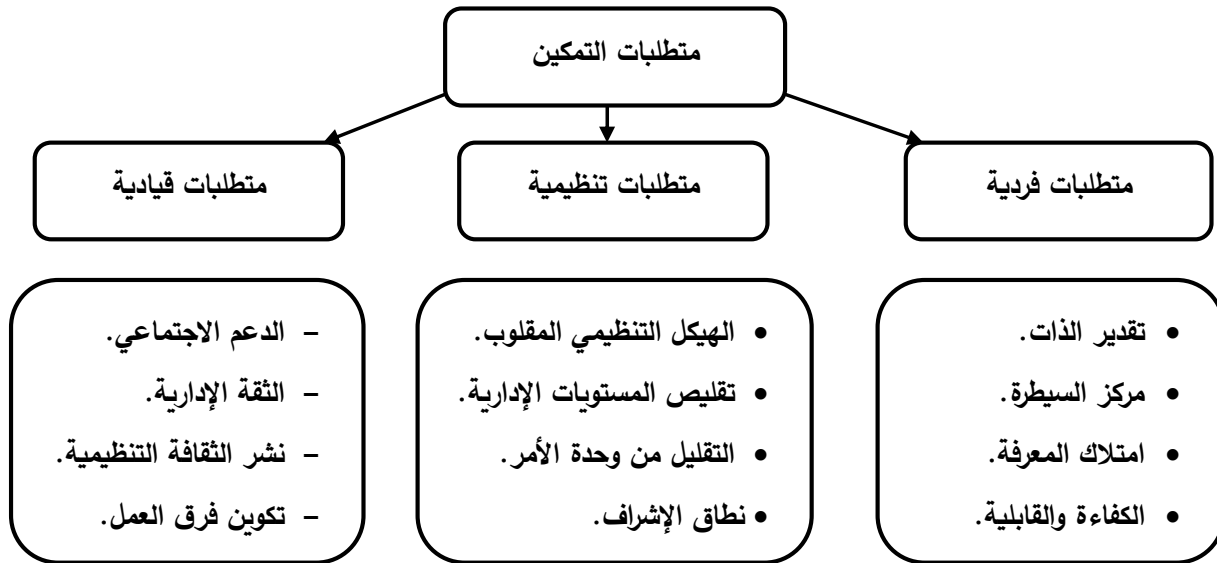 متطلبات التمكين
متطلبات فردية
متطلبات تنظيمية
متطلبات قيادية
• تقدير الذات.
• مركز السيطرة.
• امتلاك المعرفة.
• الكفاءة والقابلية.
• الهيكل التنظيمي المقلوب.
• تقليص المستويات الإدارية.
• التقليل من وحدة الأمر.
• نطاق الإشراف.
– الدعم الاجتماعي.
– الثقة الإدارية.
– نشر الثقافة التنظيمية.
– تكوين فرق العمل.